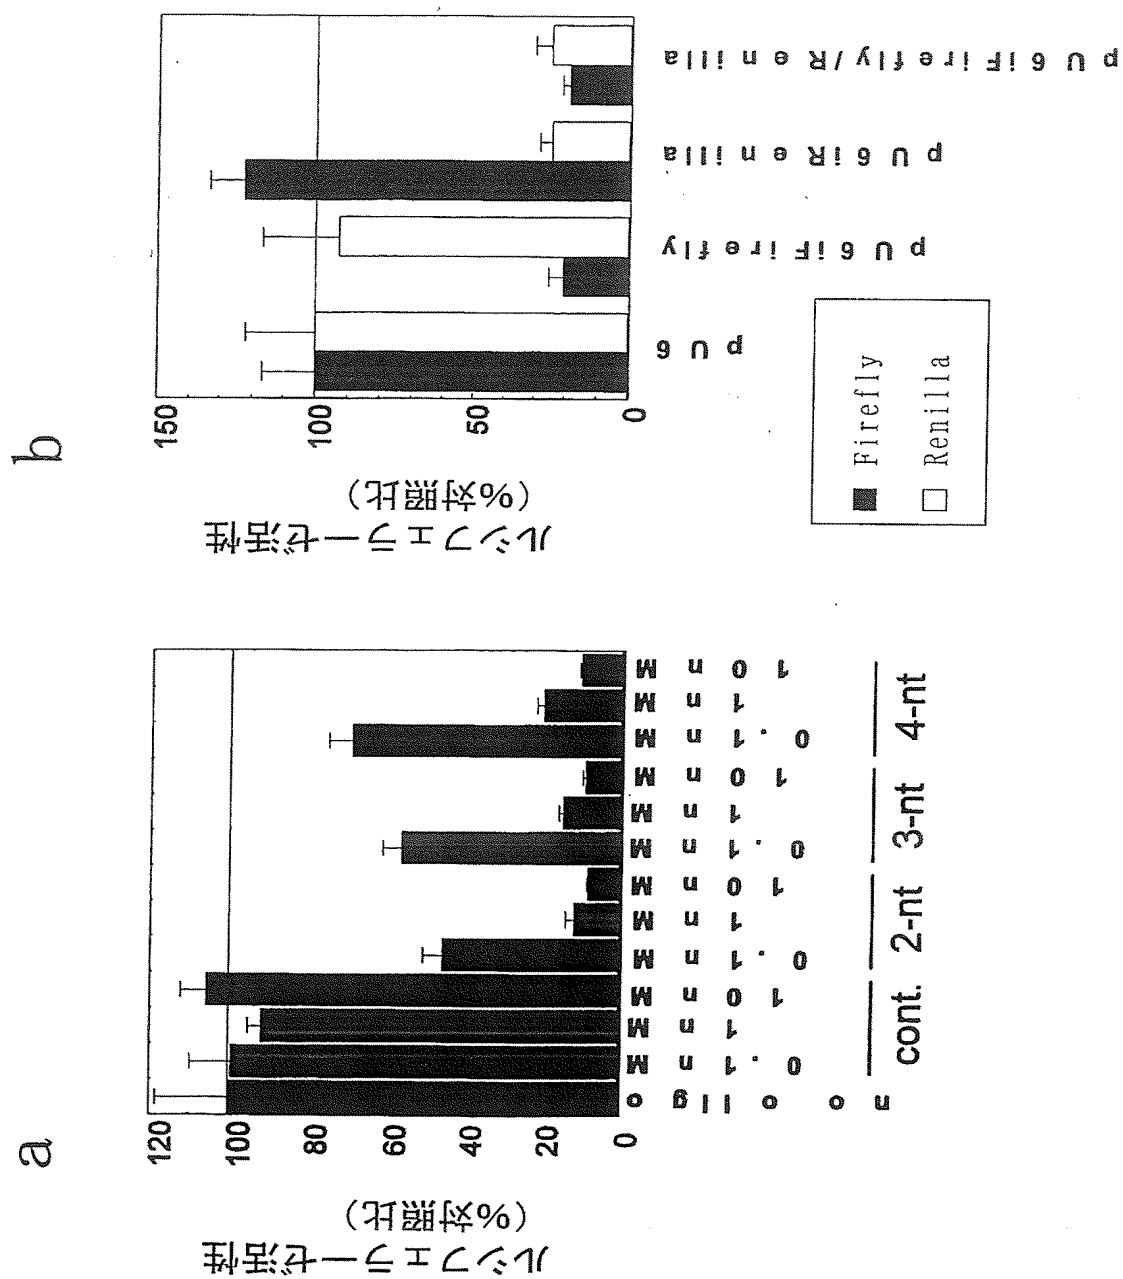 a
ルシフェラーゼ活性
（％対照比）
120
100
80
60
40
20
0
no oligo
0.1nM
1nM
10nM
0.1nM
1nM
10nM
0.1nM
1nM
10nM
0.1nM
1nM
10nM
cont.
2-nt
3-nt
4-nt
b
ルシフェラーゼ活性
（％対照比）
150
100
50
0
pU6
pU6iFirefly
pU6iRenilla
pU6iFirefly/Renilla
Firefly
Renilla